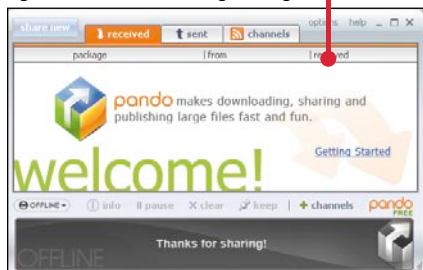 share new
received
sent
channels
options help
package
from
received
pando makes downloading, sharing and
publishing large files fast and fun.
Getting Started
welcome!
OFFLINE
info
pause
clear
keep
channels
pando
FREE
Thanks for sharing!
OFFLINE